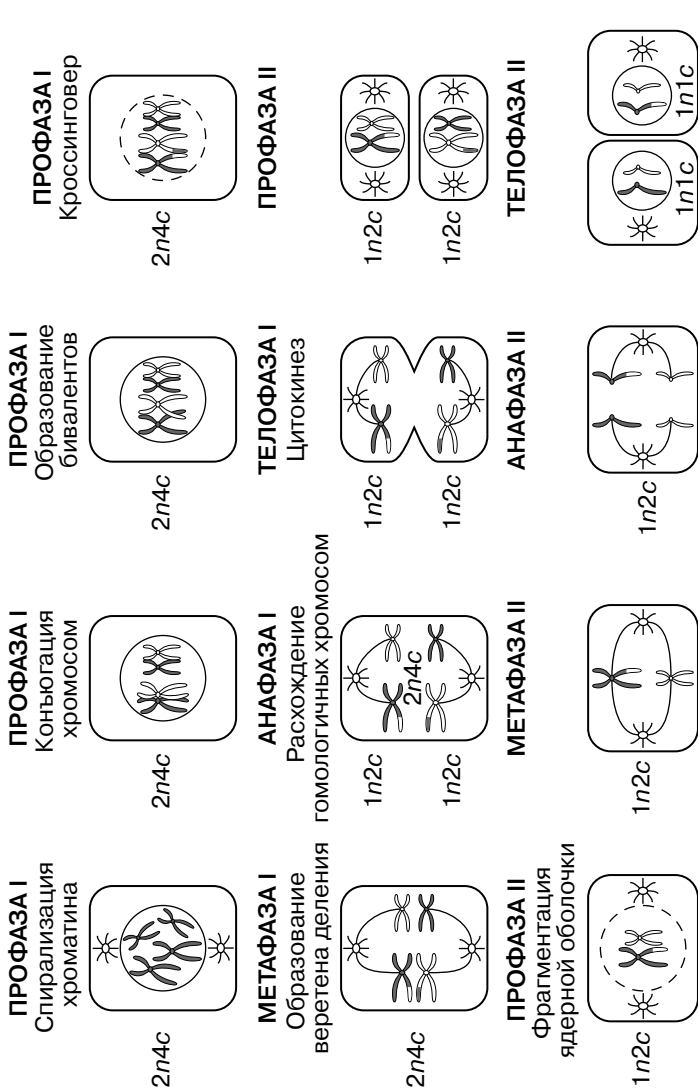 ПРОФАЗА I
Спирализация
хроматина
2n4c
ПРОФАЗА I
Конъюгация
хромосом
2n4c
ПРОФАЗА I
Образование
бивалентов
2n4c
ПРОФАЗА I
Кроссинговер
2n4c
МЕТАФАЗА I
Образование
веретена деления
2n4c
АНАФАЗА I
Расхождение
гомологичных хромосом
1n2c
2n4c
1n2c
ТЕЛОФАЗА I
Цитокинез
1n2c
1n2c
ПРОФАЗА II
1n2c
1n2c
ПРОФАЗА II
Фрагментация
ядерной оболочки
1n2c
МЕТАФАЗА II
1n2c
АНАФАЗА II
1n2c
ТЕЛОФАЗА II
1n1c
1n1c